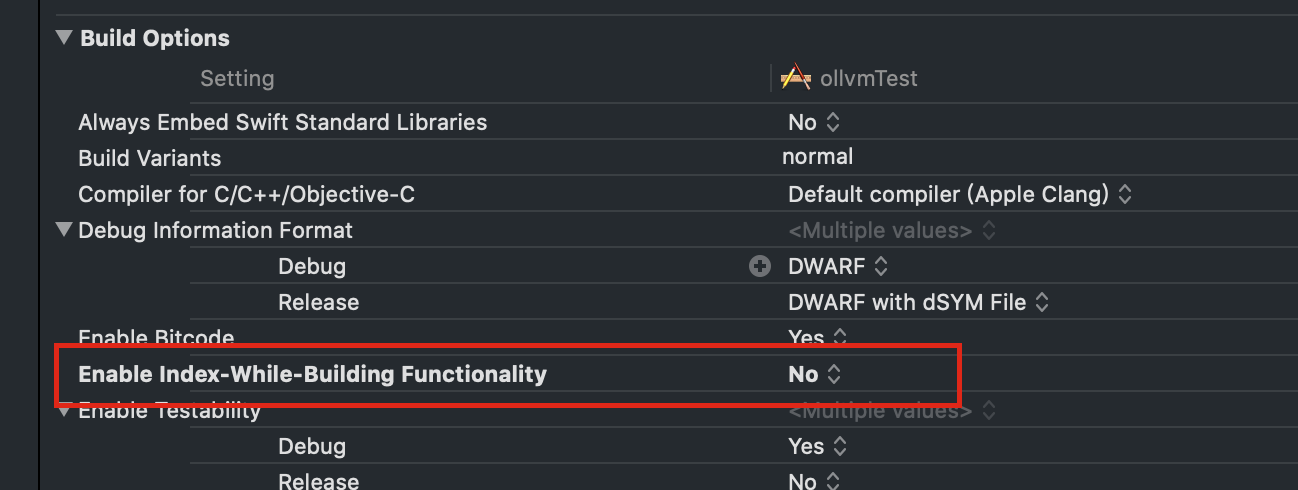 Build Options
Setting ollvmTest
Always Embed Swift Standard Libraries No
Build Variants normal
Compiler for C/C++/Objective-C Default compiler (Apple Clang)
Debug Information Format <Multiple values>
Debug DWARF
Release DWARF with dSYM File
Enable Bitcode Yes
Enable Index-While-Building Functionality No
Enable Testability <Multiple values>
Debug Yes
Release No